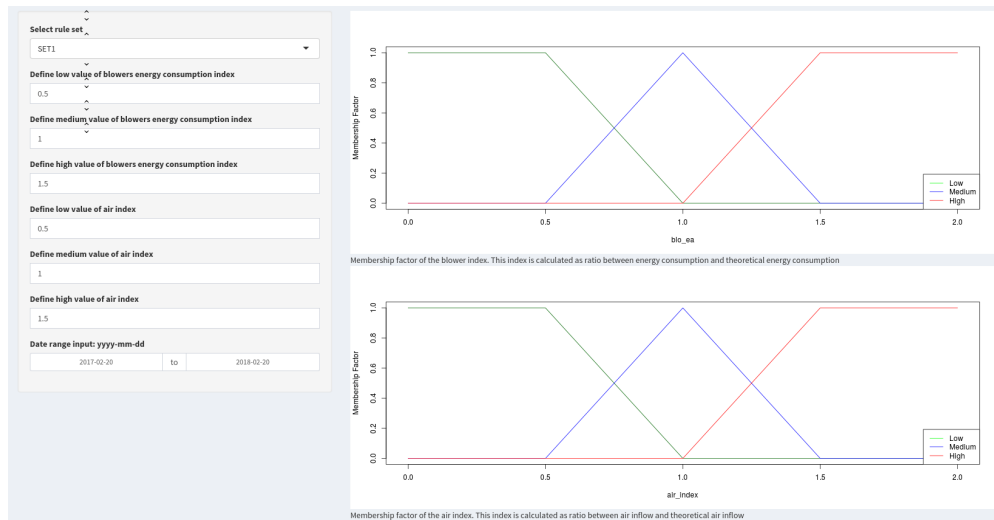 Select rule set
SET1
Define low value of blowers energy consumption index
0.5
Define medium value of blowers energy consumption index
1
Define high value of blowers energy consumption index
1.5
Define low value of air index
0.5
Define medium value of air index
1
Define high value of air index
1.5
Date range input: yyyy-mm-dd
2017-02-20 to 2018-02-20
Membership Factor
1.0
0.8
0.6
0.4
0.2
0.0
Low
Medium
High
0.0 0.5 1.0 1.5 2.0
blo_ea
Membership factor of the blower index. This index is calculated as ratio between energy consumption and theoretical energy consumption
Membership Factor
1.0
0.8
0.6
0.4
0.2
0.0
Low
Medium
High
0.0 0.5 1.0 1.5 2.0
air_index
Membership factor of the air index. This index is calculated as ratio between air inflow and theoretical air inflow